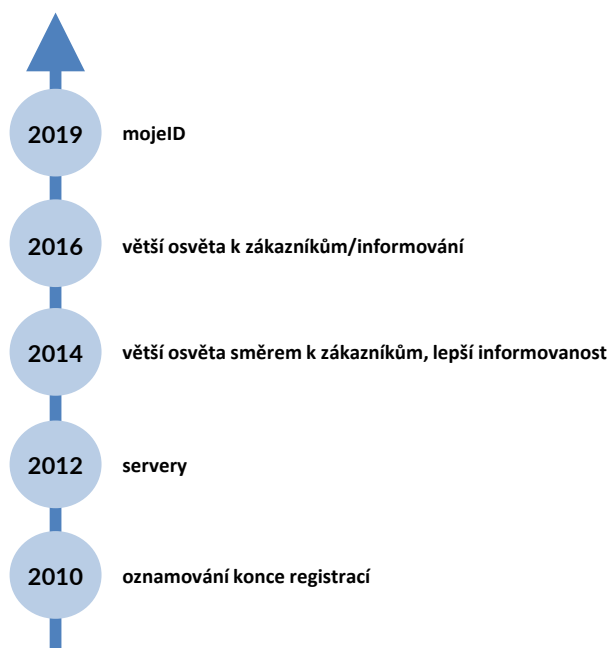 2019 mojeID
2016 větší osvěta k zákazníkům/informování
2014 větší osvěta směrem k zákazníkům, lepší informovanost
2012 servery
2010 oznamování konce registrací